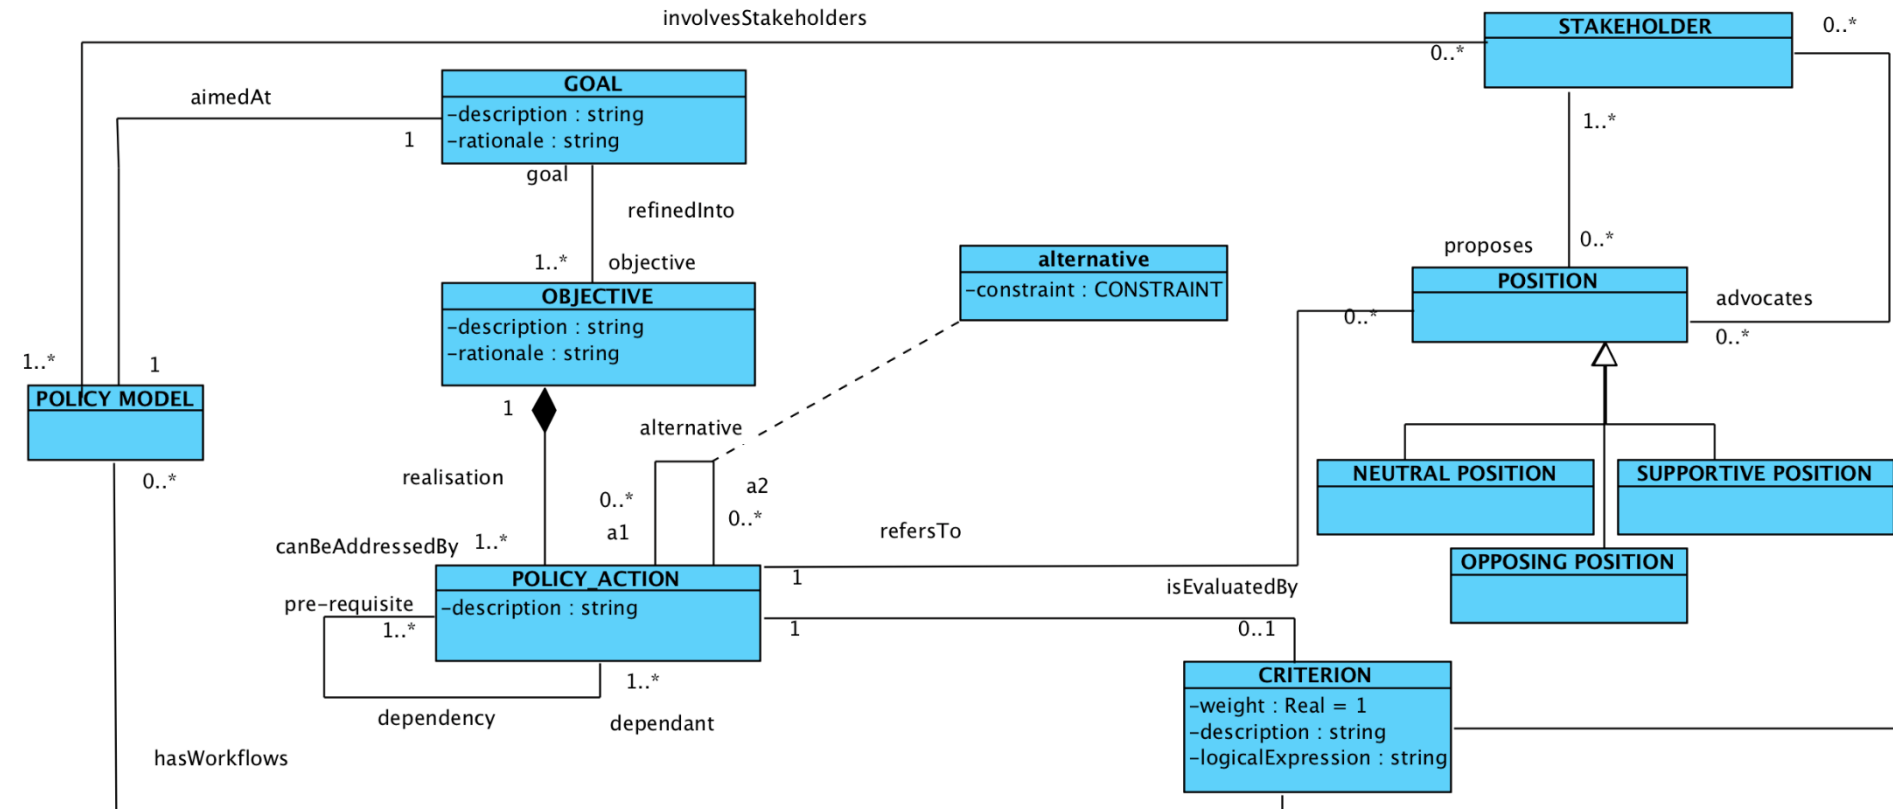 involvesStakeholders
STAKEHOLDER
0..*
0..*
GOAL
aimedAt
-description : string
-rationale : string
1
1..*
goal
refinedInto
proposes
0..*
1..*
objective
alternative
-constraint : CONSTRAINT
POSITION
OBJECTIVE
-description : string
-rationale : string
advocates
0..*
0..*
1..*
1
POLICY MODEL
1
alternative
realisation
0..*
a2
NEUTRAL POSITION
SUPPORTIVE POSITION
0..*
0..*
a1
refersTo
canBeAddressedBy
1..*
OPPOSING POSITION
POLICY_ACTION
1
isEvaluatedBy
pre-requisite
-description : string
1..*
1
0..1
CRITERION
1..*
-weight : Real = 1
dependency
dependant
-description : string
hasWorkflows
-logicalExpression : string